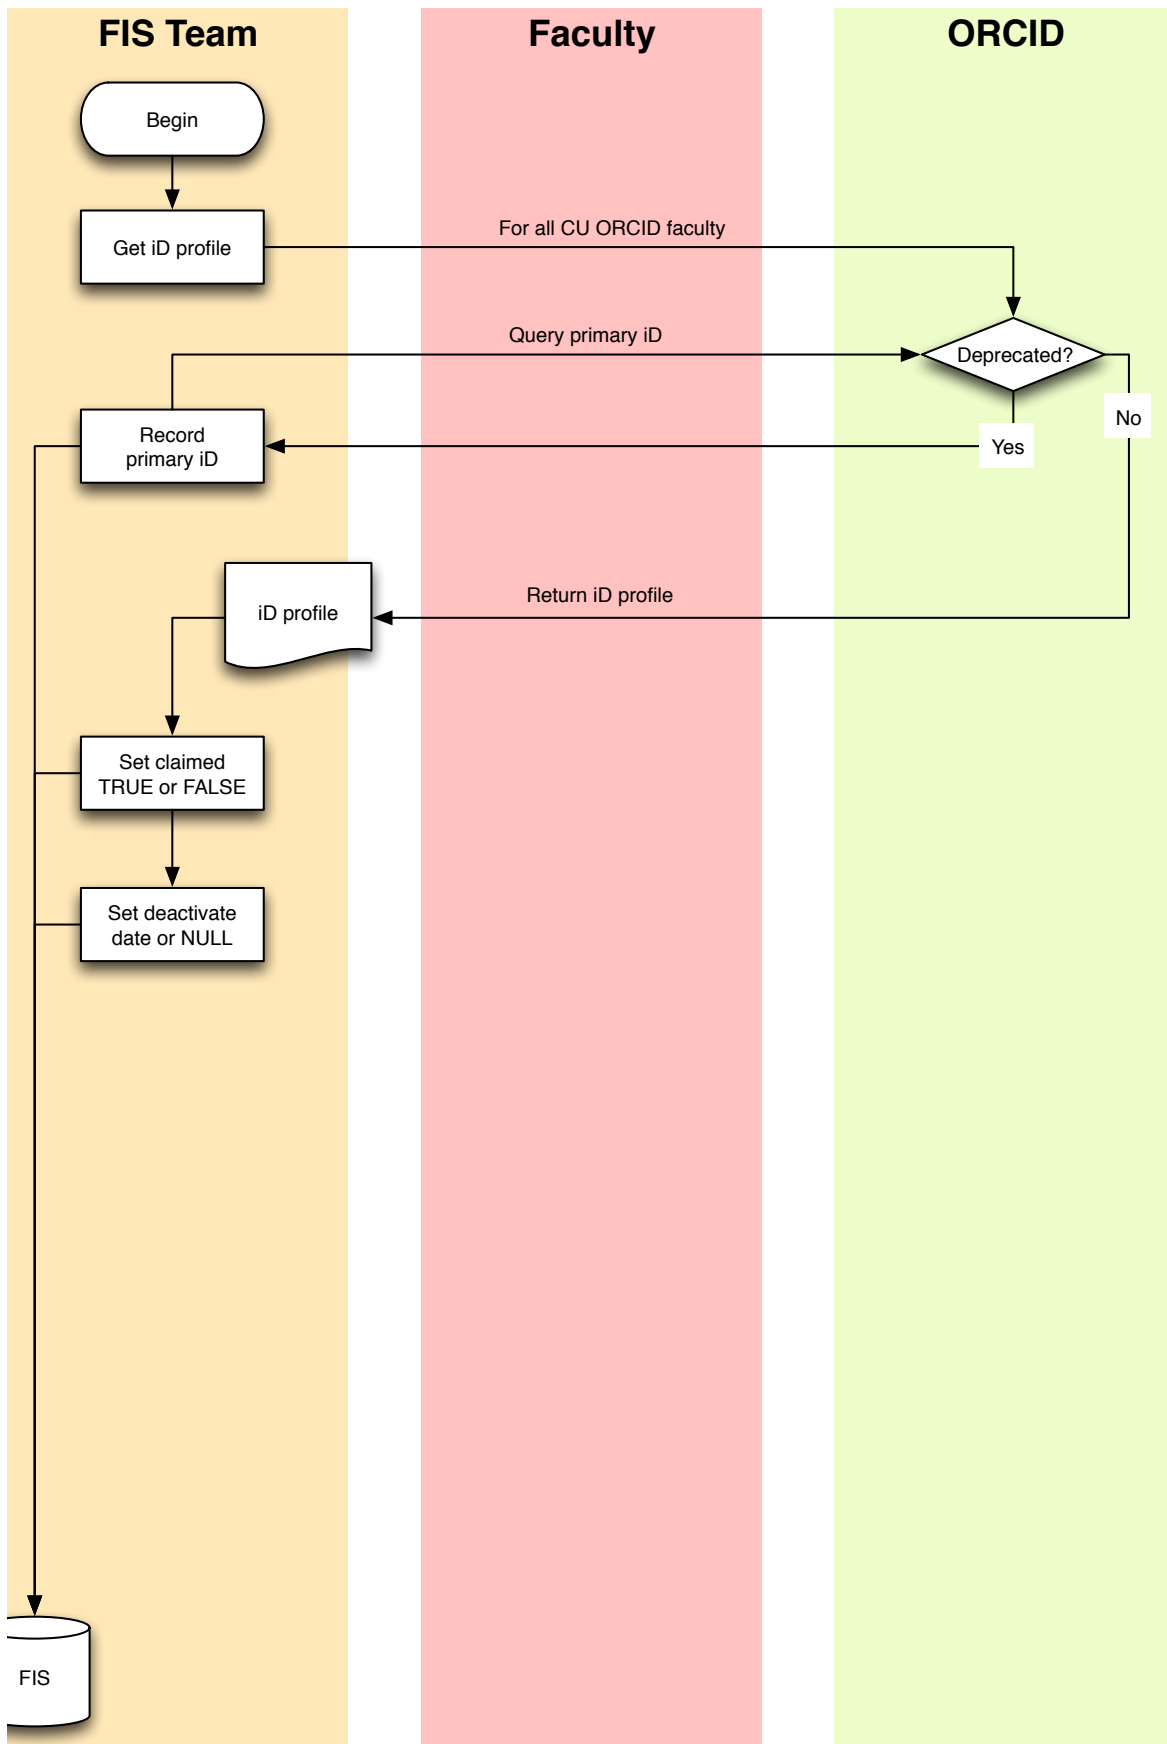 FIS Team
Faculty
ORCID
Begin
For all CU ORCID faculty
Get iD profile
Query primary iD
Deprecated?
No
Record
primary iD
Yes
Return iD profile
iD profile
Set claimed
TRUE or FALSE
Set deactivate
date or NULL
FIS